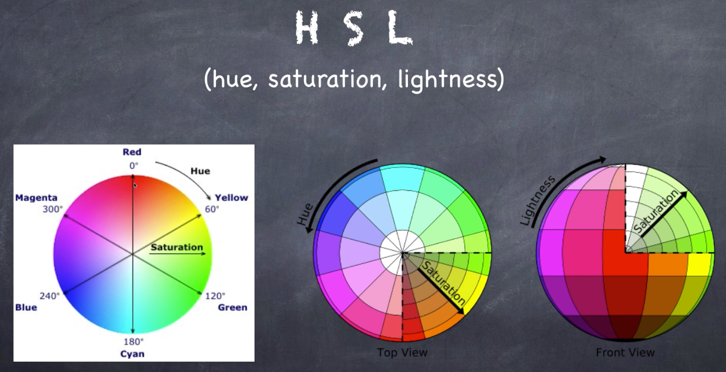 H S L
(hue, saturation, lightness)
Red
0°
Hue
Magenta
300°
Yellow
60°
Saturation
240°
Blue
120°
Green
180°
Cyan
Hue
Saturation
Top View
Lightness
Saturation
Front View